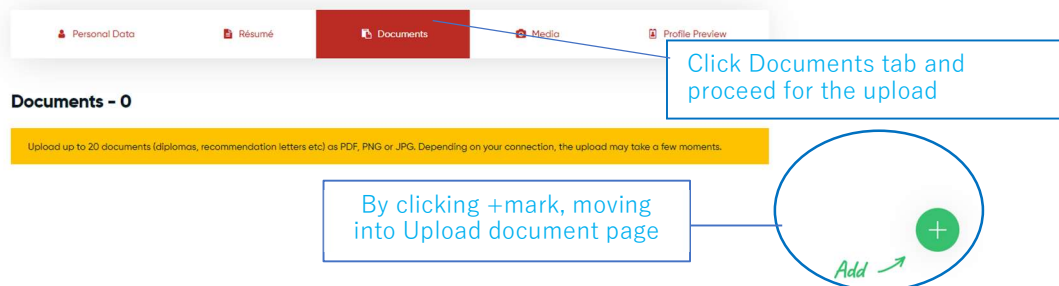 Personal Data
Résumé
Documents
Media
Profile Preview
Click Documents tab and
proceed for the upload
Documents - 0
Upload up to 20 documents (diplomas, recommendation letters etc) as PDF, PNG or JPG. Depending on your connection, the upload may take a few moments.
By clicking +mark, moving
into Upload document page
+
Add